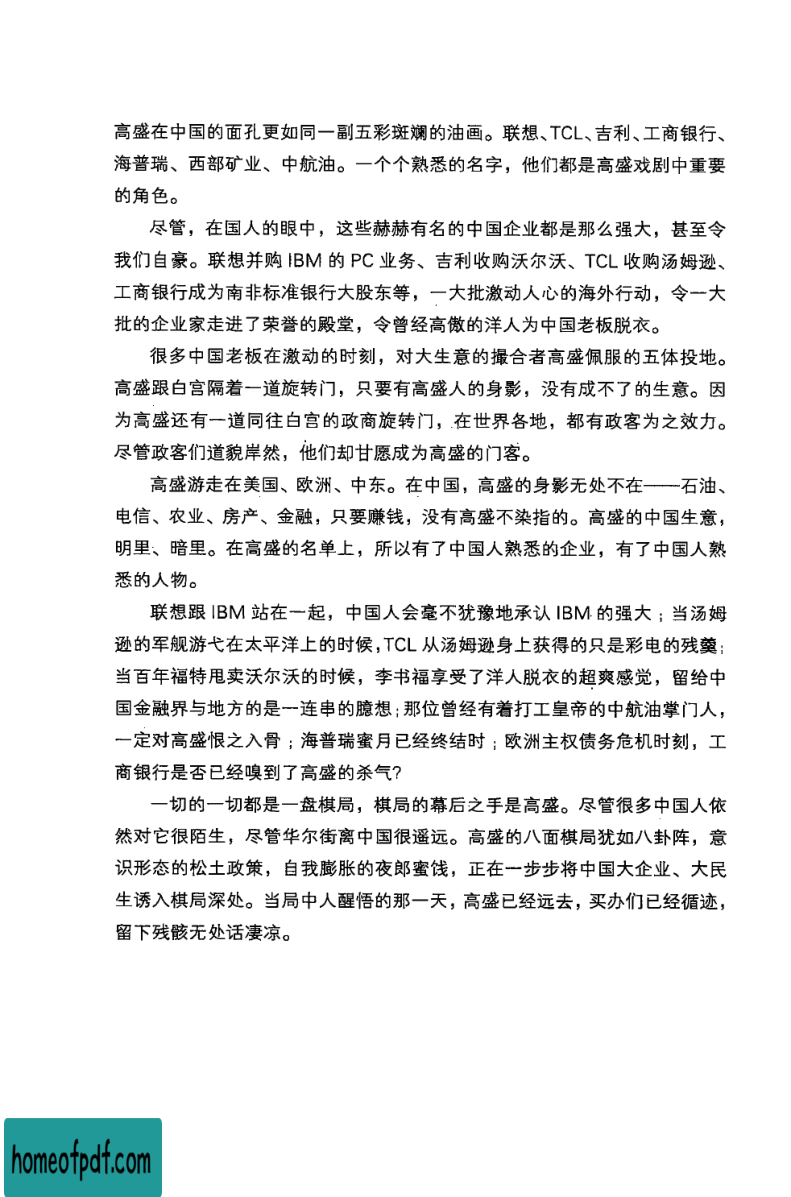 高盛在中国的面孔更如同一副五彩斑斓的油画。联想、TCL、吉利、工商银行、
海普瑞、西部矿业、中航油。一个个熟悉的名字，他们都是高盛戏剧中重要
的角色。
尽管，在国人的眼中，这些赫赫有名的中国企业都是那么强大，甚至令
我们自豪。联想并购 IBM 的 PC 业务、吉利收购沃尔沃、TCL 收购汤姆逊、
工商银行成为南非标准银行大股东等，一大批激动人心的海外行动，令一大
批的企业家走进了荣誉的殿堂，令曾经高傲的洋人为中国老板脱衣。
很多中国老板在激动的时刻，对大生意的撮合者高盛佩服的五体投地。
高盛跟白宫隔着一道旋转门，只要有高盛人的身影，没有成不了的生意。因
为高盛还有一道同往白宫的政商旋转门，在世界各地，都有政客为之效力。
尽管政客们道貌岸然，他们却甘愿成为高盛的门客。
高盛游走在美国、欧洲、中东。在中国，高盛的身影无处不在——石油、
电信、农业、房产、金融，只要赚钱，没有高盛不染指的。高盛的中国生意，
明里、暗里。在高盛的名单上，所以有了中国人熟悉的企业，有了中国人熟
悉的人物。
联想跟 IBM 站在一起，中国人会毫不犹豫地承认 IBM 的强大；当汤姆
逊的军舰游弋在太平洋上的时候，TCL 从汤姆逊身上获得的只是彩电的残羹；
当百年福特甩卖沃尔沃的时候，李书福享受了洋人脱衣的超爽感觉，留给中
国金融界与地方的是一连串的臆想；那位曾经有着打工皇帝的中航油掌门人，
一定对高盛恨之入骨；海普瑞蜜月已经终结时；欧洲主权债务危机时刻，工
商银行是否已经嗅到了高盛的杀气?
一切的一切都是一盘棋局，棋局的幕后之手是高盛。尽管很多中国人依
然对它很陌生，尽管华尔街离中国很遥远。高盛的八面棋局犹如八卦阵，意
识形态的松土政策，自我膨胀的夜郎蜜饯，正在一步步将中国大企业、大民
生诱入棋局深处。当局中人醒悟的那一天，高盛已经远去，买办们已经循迹，
留下残骸无处话凄凉。
homeofpdf.com